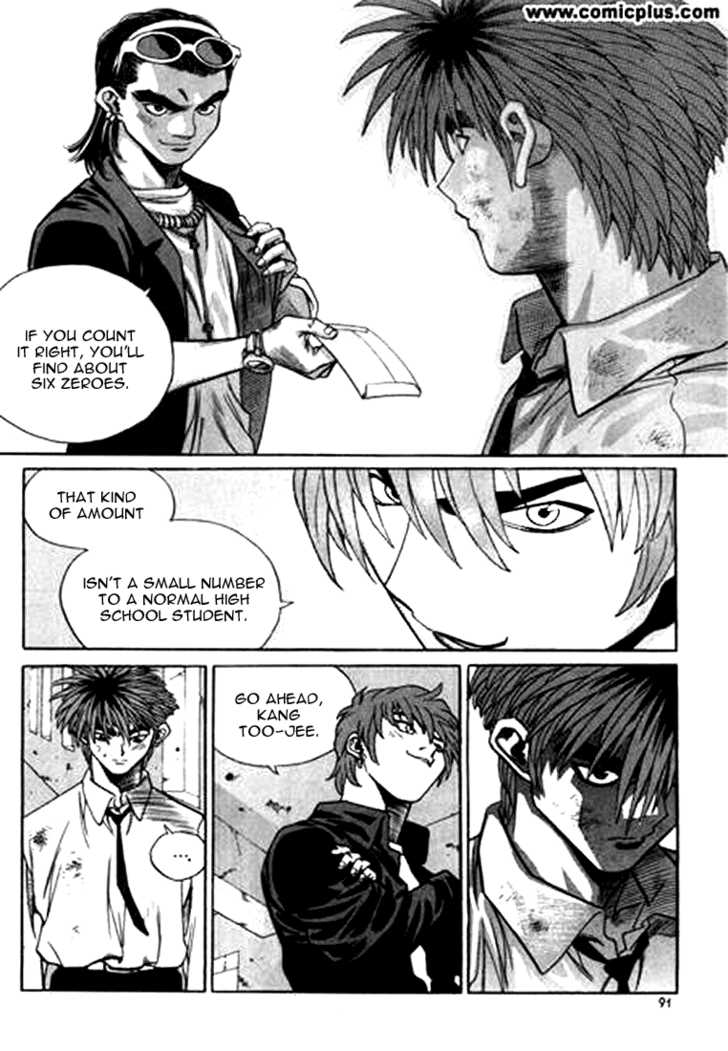 www.comicplus.com
IF YOU COUNT
IT RIGHT, YOU'LL
FIND ABOUT
SIX ZEROES.
THAT KIND
OF AMOUNT
ISN'T A SMALL NUMBER
TO A NORMAL HIGH
SCHOOL STUDENT.
...
GO AHEAD,
KANG
TOO-JEE.
91